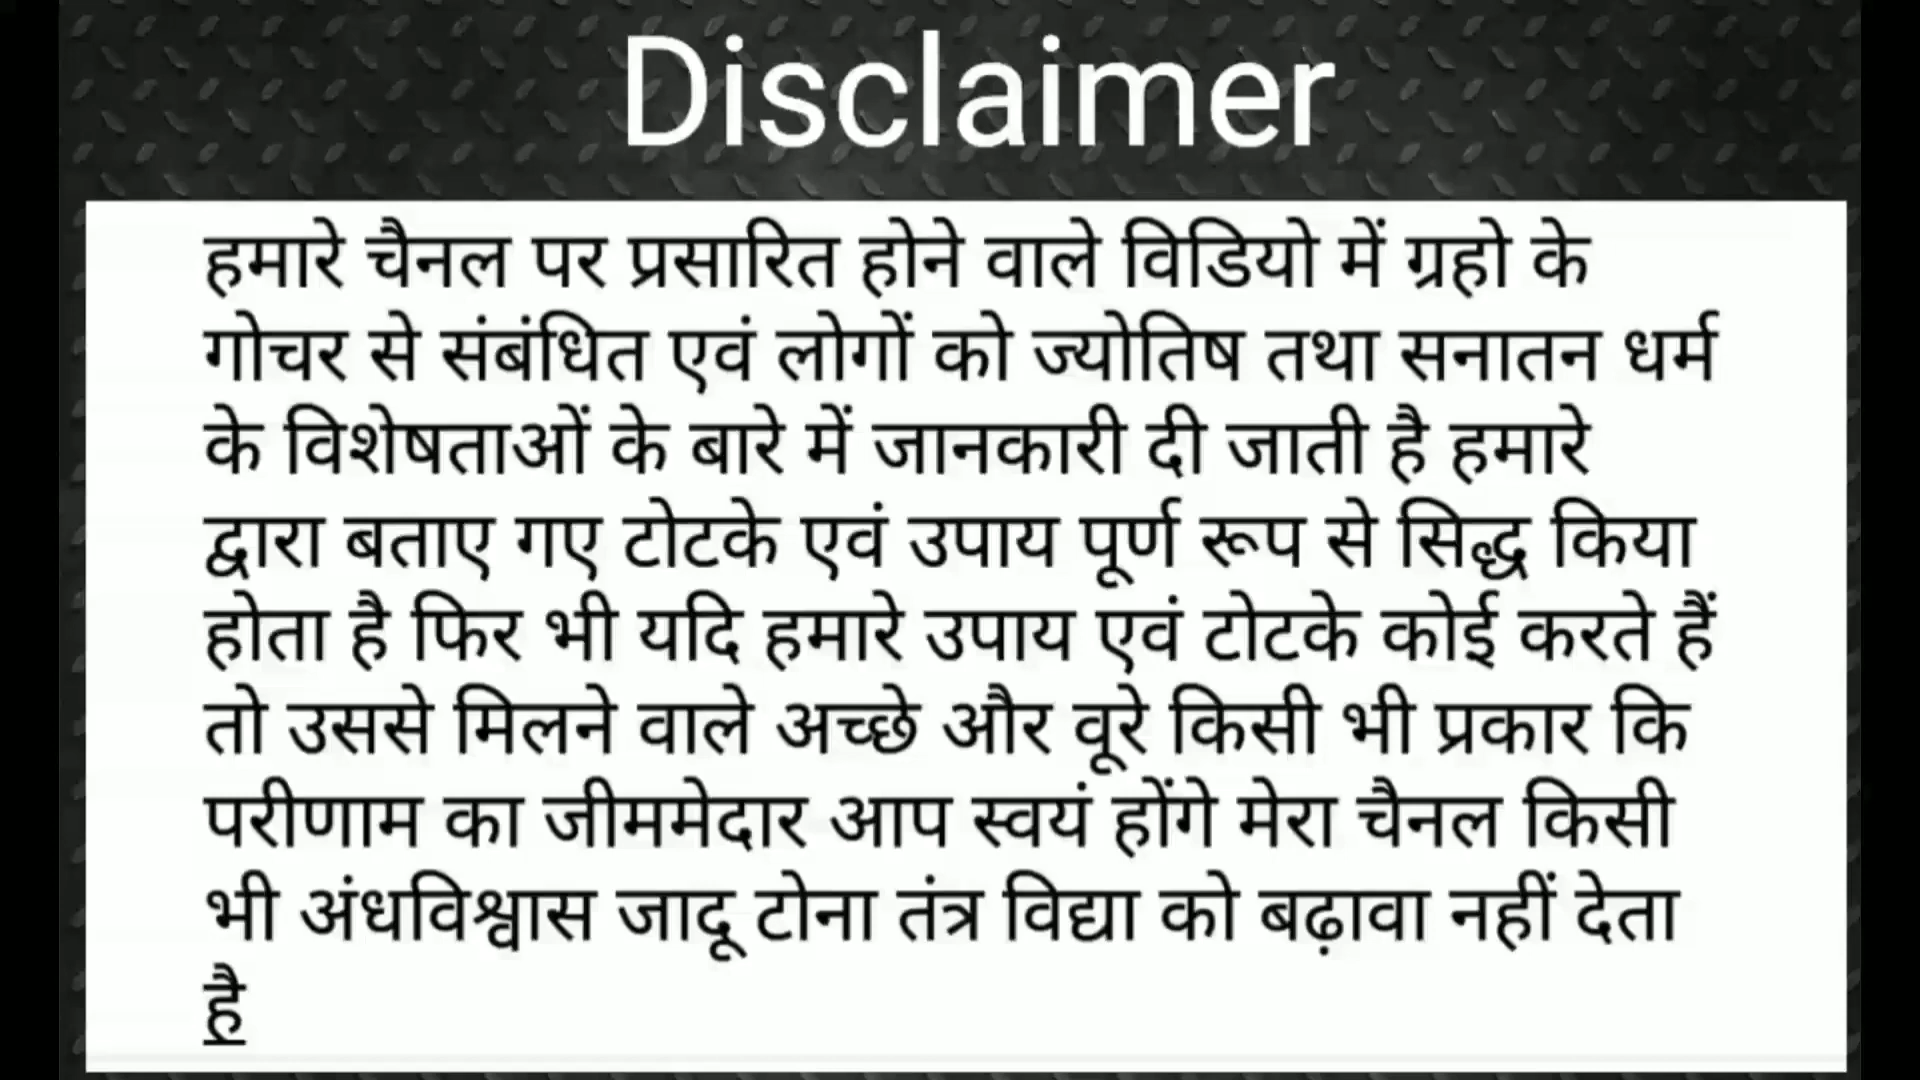 Disclaimer
हमारे चैनल पर प्रसारित होने वाले विडियो में ग्रहो के
गोचर से संबंधित एवं लोगों को ज्योतिष तथा सनातन धर्म
के विशेषताओं के बारे में जानकारी दी जाती है हमारे
द्वारा बताए गए टोटके एवं उपाय पूर्ण रूप से सिद्ध किया
होता है फिर भी यदि हमारे उपाय एवं टोटके कोई करते हैं
तो उससे मिलने वाले अच्छे और वूरे किसी भी प्रकार कि
परीणाम का जीममेदार आप स्वयं होंगे मेरा चैनल किसी
भी अंधविश्वास जादू टोना तंत्र विद्या को बढ़ावा नहीं देता
है